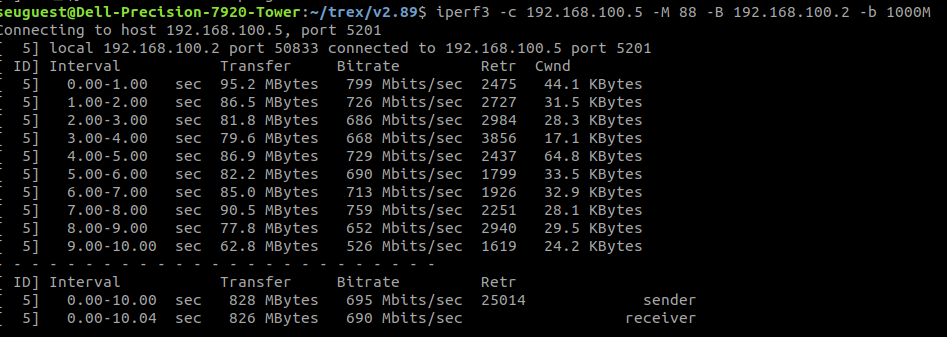 seuguest@Dell-Precision-7920-Tower:~/trex/v2.89$ iperf3 -c 192.168.100.5 -M 88 -B 192.168.100.2 -b 1000M
Connecting to host 192.168.100.5, port 5201
[  5] local 192.168.100.2 port 50833 connected to 192.168.100.5 port 5201
[ ID] Interval           Transfer     Bitrate         Retr  Cwnd
[  5]   0.00-1.00   sec  95.2 MBytes   799 Mbits/sec  2475   44.1 KBytes
[  5]   1.00-2.00   sec  86.5 MBytes   726 Mbits/sec  2727   31.5 KBytes
[  5]   2.00-3.00   sec  81.8 MBytes   686 Mbits/sec  2984   28.3 KBytes
[  5]   3.00-4.00   sec  79.6 MBytes   668 Mbits/sec  3856   17.1 KBytes
[  5]   4.00-5.00   sec  86.9 MBytes   729 Mbits/sec  2437   64.8 KBytes
[  5]   5.00-6.00   sec  82.2 MBytes   690 Mbits/sec  1799   33.5 KBytes
[  5]   6.00-7.00   sec  85.0 MBytes   713 Mbits/sec  1926   32.9 KBytes
[  5]   7.00-8.00   sec  90.5 MBytes   759 Mbits/sec  2251   28.1 KBytes
[  5]   8.00-9.00   sec  77.8 MBytes   652 Mbits/sec  2940   29.5 KBytes
[  5]   9.00-10.00  sec  62.8 MBytes   526 Mbits/sec  1619   24.2 KBytes
- - - - - - - - - - - - - - - - - - - - - - - - -
[ ID] Interval           Transfer     Bitrate         Retr
[  5]   0.00-10.00  sec   828 MBytes   695 Mbits/sec  25014             sender
[  5]   0.00-10.04  sec   826 MBytes   690 Mbits/sec                  receiver